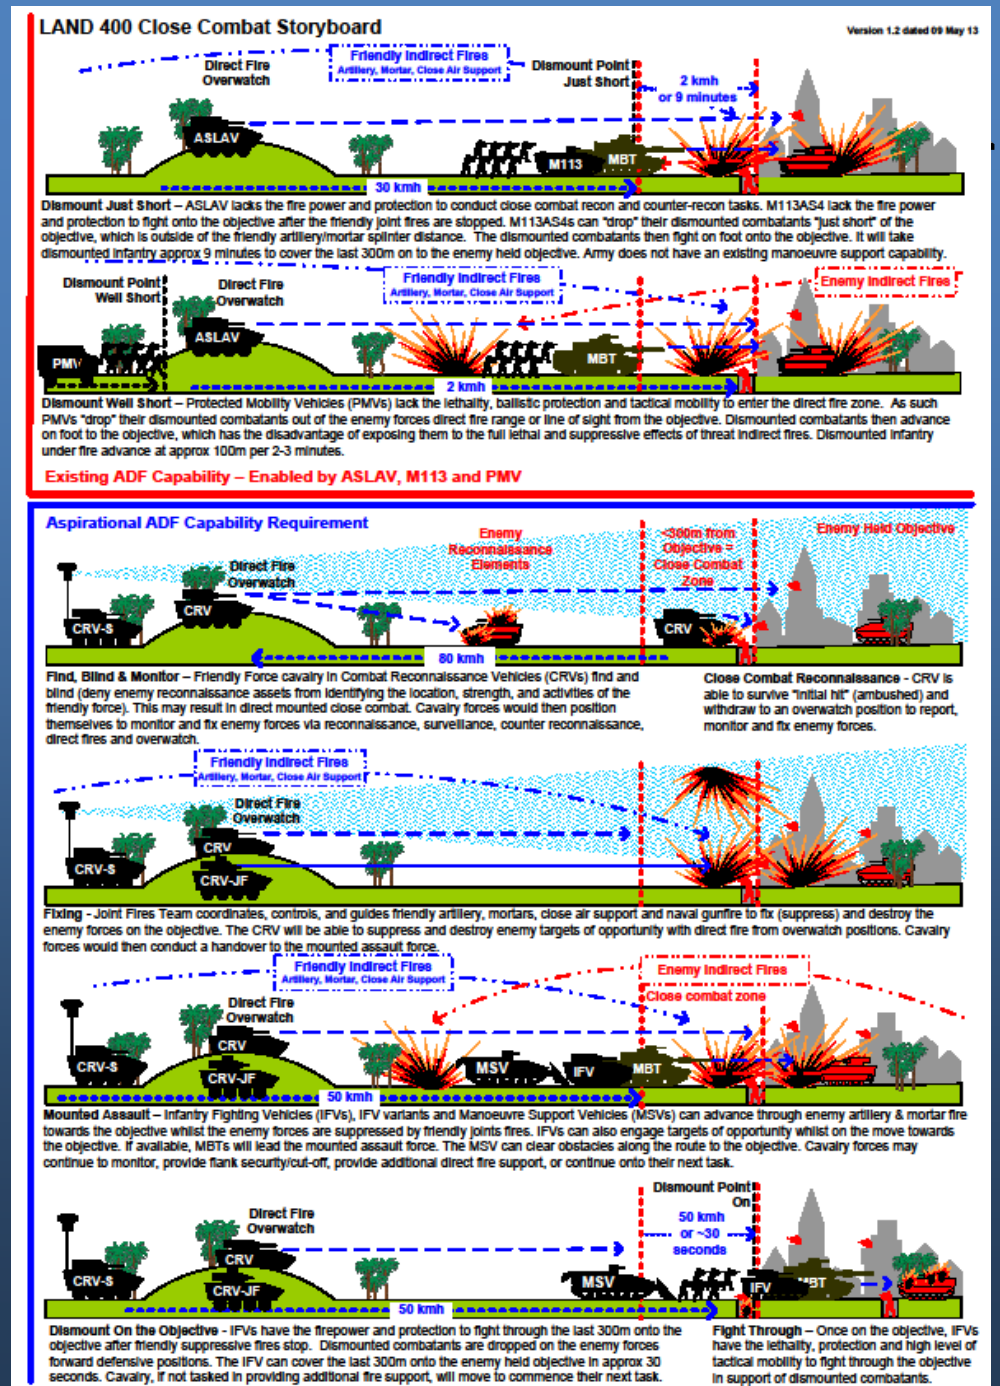 LAND 400 Close Combat Storyboard
Version 1.2 dated 09 May 13
Friendly Indirect Fires
Artillery, Mortar, Close Air Support
Direct Fire
Overwatch
Dismount Point
Just Short
2 kmh
or 9 minutes
ASLAV
M113
MBT
30 kmh
Dismount Just Short – ASLAV lacks the fire power and protection to conduct close combat recon and counter-recon tasks. M113AS4 lack the fire power
and protection to fight onto the objective after the friendly joint fires are stopped. M113AS4s can "drop" their dismounted combatants "just short" of the
objective, which is outside of the friendly artillery/mortar splinter distance. The dismounted combatants then fight on foot onto the objective. It will take
dismounted infantry approx 9 minutes to cover the last 300m on to the enemy held objective. Army does not have an existing manoeuvre support capability.
Dismount Point
Well Short
Direct Fire
Overwatch
Friendly Indirect Fires
Artillery, Mortar, Close Air Support
Enemy Indirect Fires
PMV
ASLAV
MBT
2 kmh
Dismount Well Short – Protected Mobility Vehicles (PMVs) lack the lethality, ballistic protection and tactical mobility to enter the direct fire zone. As such
PMVs "drop" their dismounted combatants out of the enemy forces direct fire range or line of sight from the objective. Dismounted combatants then advance
on foot to the objective, which has the disadvantage of exposing them to the full lethal and suppressive effects of threat indirect fires. Dismounted infantry
under fire advance at approx 100m per 2-3 minutes.
Existing ADF Capability – Enabled by ASLAV, M113 and PMV
Aspirational ADF Capability Requirement
Enemy
Reconnaissance
Elements
<300m from
Objective =
Close Combat
Zone
Enemy Held Objective
Direct Fire
Overwatch
CRV-S
CRV
CRV
80 kmh
Find, Blind & Monitor – Friendly Force cavalry in Combat Reconnaissance Vehicles (CRVs) find and
blind (deny enemy reconnaissance assets from identifying the location, strength, and activities of the
friendly force). This may result in direct mounted close combat. Cavalry forces would then position
themselves to monitor and fix enemy forces via reconnaissance, surveillance, counter reconnaissance,
direct fires and overwatch.
Close Combat Reconnaissance - CRV is
able to survive "initial hit" (ambushed) and
withdraw to an overwatch position to report,
monitor and fix enemy forces.
Friendly Indirect Fires
Artillery, Mortar, Close Air Support
Direct Fire
Overwatch
CRV-S
CRV
CRV-JF
Fixing - Joint Fires Team coordinates, controls, and guides friendly artillery, mortars, close air support and naval gunfire to fix (suppress) and destroy the
enemy forces on the objective. The CRV will be able to suppress and destroy enemy targets of opportunity with direct fire from overwatch positions. Cavalry
forces would then conduct a handover to the mounted assault force.
Friendly Indirect Fires
Artillery, Mortar, Close Air Support
Enemy Indirect Fires
Close combat zone
Direct Fire
Overwatch
CRV-S
CRV
CRV-JF
MSV
IFV
MBT
50 kmh
Mounted Assault – Infantry Fighting Vehicles (IFVs), IFV variants and Manoeuvre Support Vehicles (MSVs) can advance through enemy artillery & mortar fire
towards the objective whilst the enemy forces are suppressed by friendly joints fires. IFVs can also engage targets of opportunity whilst on the move towards
the objective. If available, MBTs will lead the mounted assault force. The MSV can clear obstacles along the route to the objective. Cavalry forces may
continue to monitor, provide flank security/cut-off, provide additional direct fire support, or continue onto their next task.
Dismount Point
On
50 kmh
or ~30
seconds
Direct Fire
Overwatch
CRV-S
CRV
CRV-JF
MSV
IFV
MBT
50 kmh
Dismount On the Objective - IFVs have the firepower and protection to fight through the last 300m onto the
objective after friendly suppressive fires stop. Dismounted combatants are dropped on the enemy forces
forward defensive positions. The IFV can cover the last 300m onto the enemy held objective in approx 30
seconds. Cavalry, if not tasked in providing additional fire support, will move to commence their next task.
Fight Through – Once on the objective, IFVs
have the lethality, protection and high level of
tactical mobility to fight through the objective
in support of dismounted combatants.